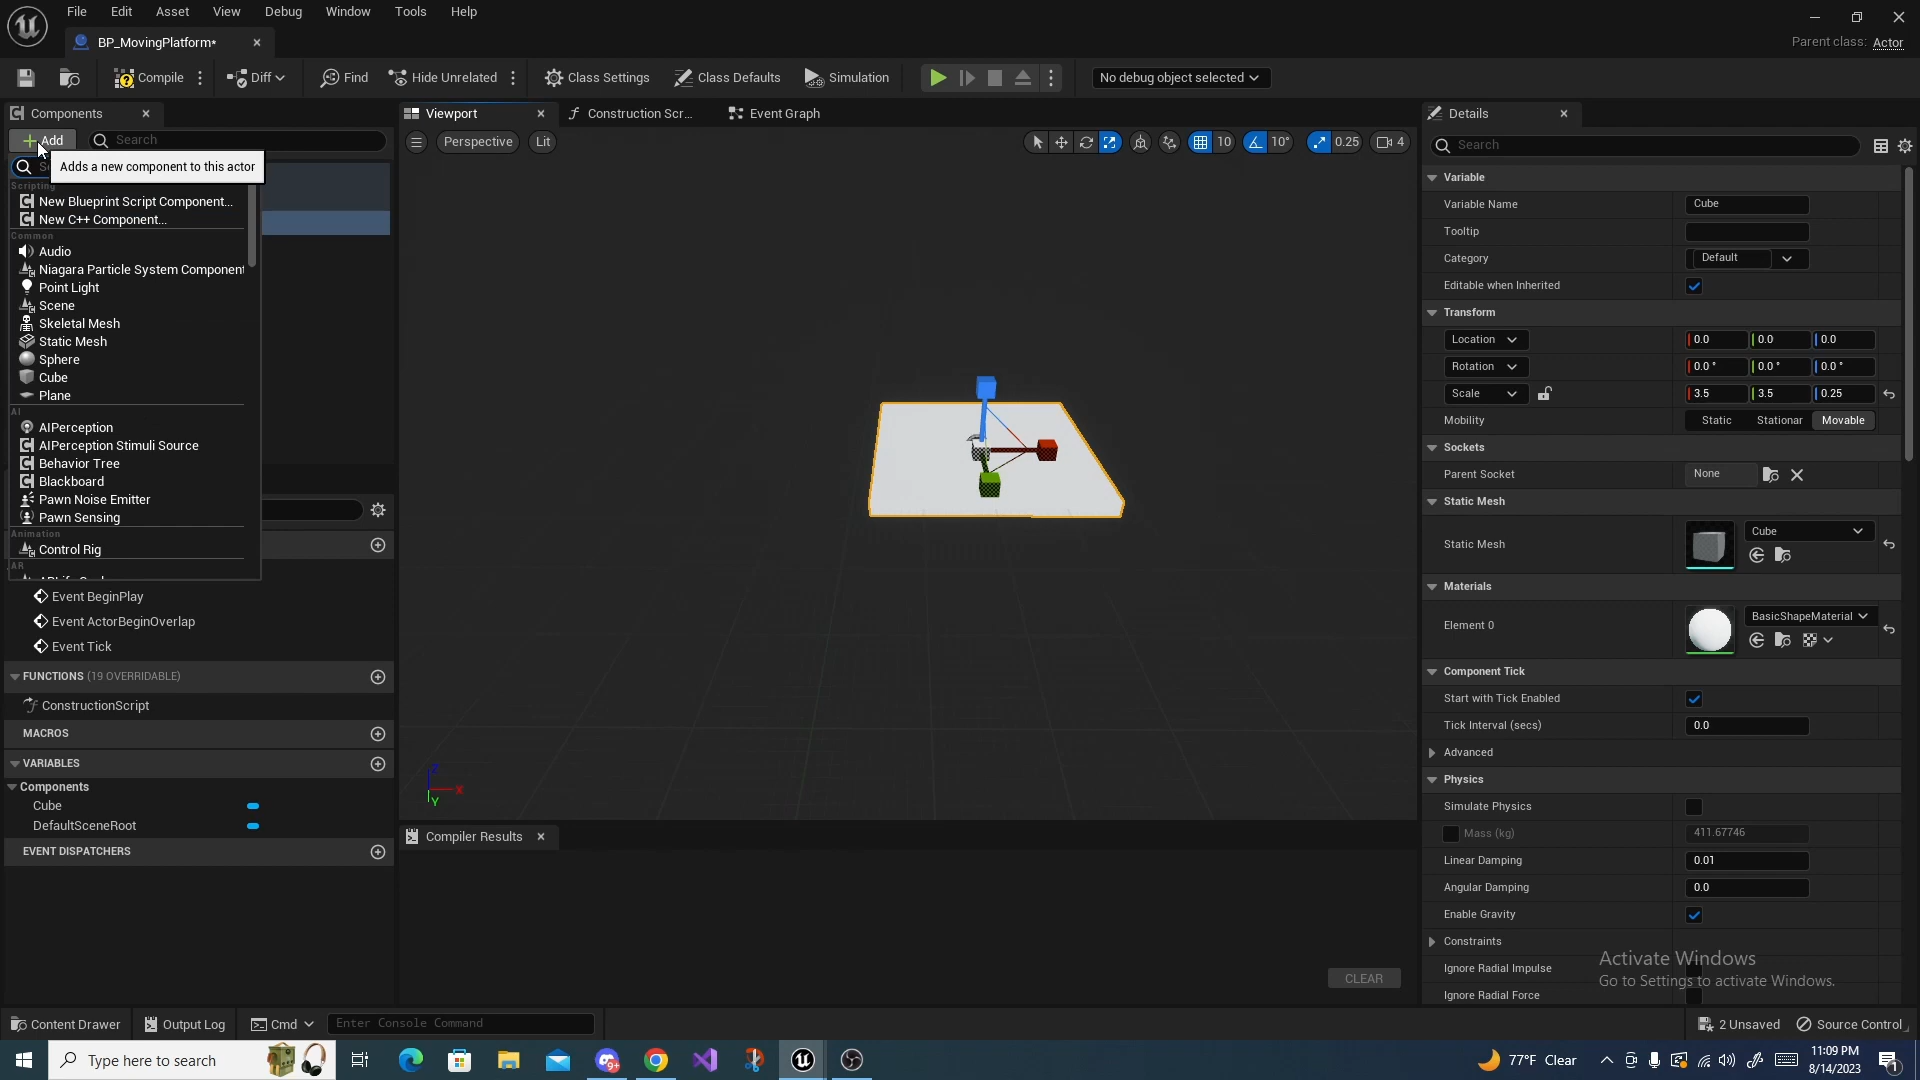 File Edit Asset View Debug Window Tools Help
BP_MovingPlatform*
Parent class: Actor
Compile Diff Find Hide Unrelated Class Settings Class Defaults Simulation No debug object selected
Components
Viewport
Construction Scr...
Event Graph
Details
Add
Search
Adds a new component to this actor
Scripting
New Blueprint Script Component...
New C++ Component...
Common
Audio
Niagara Particle System Component
Point Light
Scene
Skeletal Mesh
Static Mesh
Sphere
Cube
Plane
AI
AIPerception
AIPerception Stimuli Source
Behavior Tree
Blackboard
Pawn Noise Emitter
Pawn Sensing
Animation
Control Rig
AR
Event BeginPlay
Event ActorBeginOverlap
Event Tick
FUNCTIONS (19 OVERRIDABLE)
ConstructionScript
MACROS
VARIABLES
Components
Cube
DefaultSceneRoot
EVENT DISPATCHERS
Perspective Lit
10 10° 0.25 4
Z
X
Y
Compiler Results
CLEAR
Search
Variable
Variable Name Cube
Tooltip
Category Default
Editable when Inherited
Transform
Location 0.0 0.0 0.0
Rotation 0.0 ° 0.0 ° 0.0 °
Scale 3.5 3.5 0.25
Mobility Static Stationar Movable
Sockets
Parent Socket None
Static Mesh
Static Mesh Cube
Materials
Element 0 BasicShapeMaterial
Component Tick
Start with Tick Enabled
Tick Interval (secs) 0.0
Advanced
Physics
Simulate Physics
Mass (kg) 411.67746
Linear Damping 0.01
Angular Damping 0.0
Enable Gravity
Constraints
Ignore Radial Impulse
Ignore Radial Force
Activate Windows
Go to Settings to activate Windows.
Content Drawer Output Log Cmd Enter Console Command 2 Unsaved Source Control
Type here to search
9+
77°F Clear
11:09 PM
8/14/2023
1